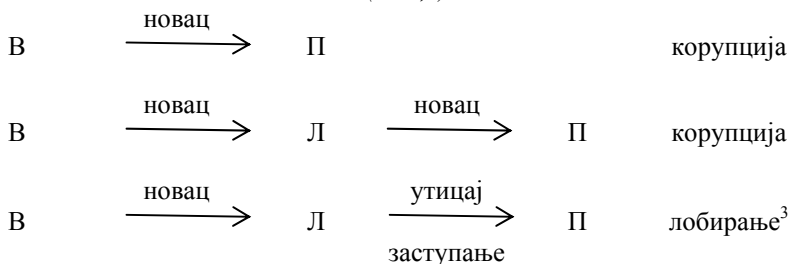 новац
В П корупција
новац новац
В Л П корупција
новац утицај
В Л П лобирање³
заступање